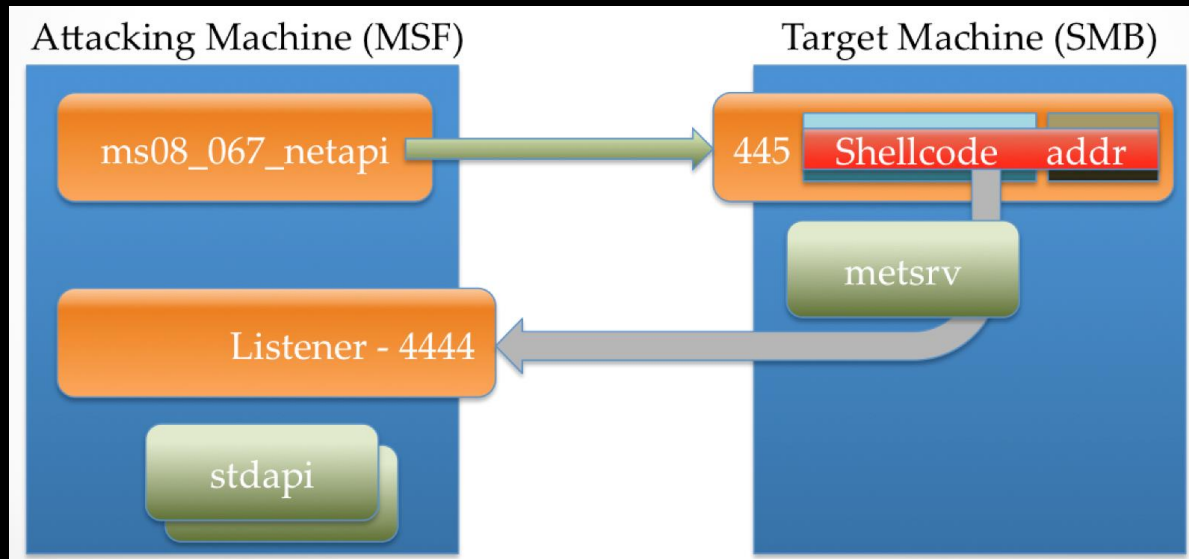 Attacking Machine (MSF)
Target Machine (SMB)
ms08_067_netapi
445 Shellcode addr
metsrv
Listener - 4444
stdapi